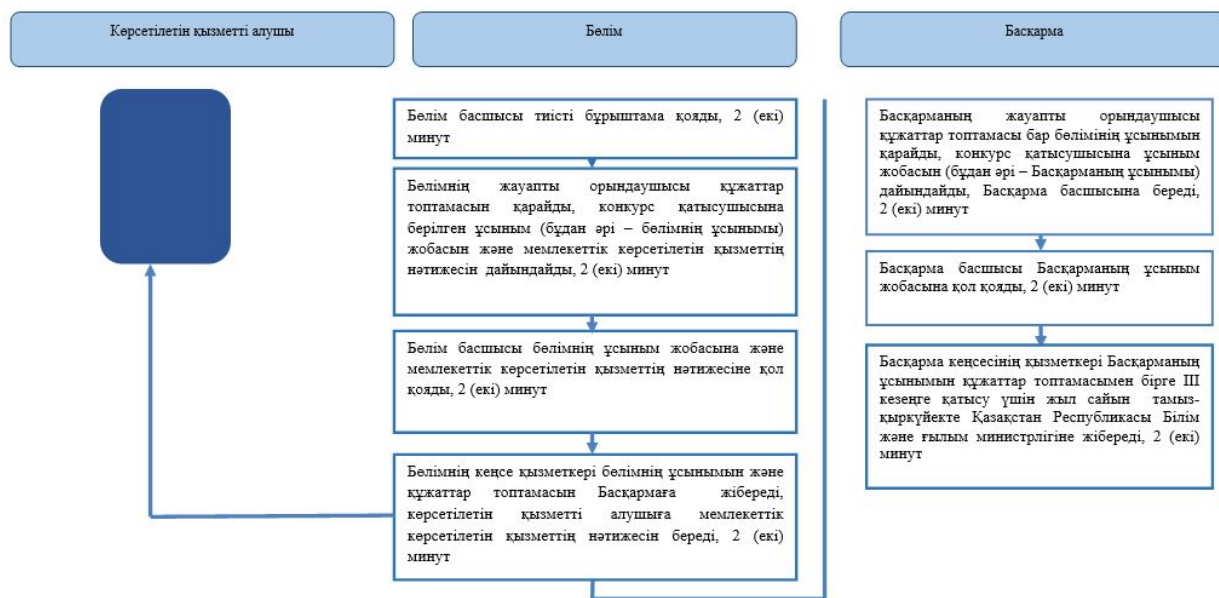 Көрсетілетін қызметті алушы
Бөлім
Басқарма
Бөлім басшысы тиісті бұрыштама қояды, 2 (екі)
минут
Бөлімнің жауапты орындаушысы құжаттар
топтамасын қарайды, конкурс қатысушысына
берілген ұсыным (бұдан әрі – бөлімнің ұсынымы)
жобасын және мемлекеттік көрсетілетін қызметтің
нәтижесін дайындайды, 2 (екі) минут
Бөлім басшысы бөлімнің ұсыным жобасына және
мемлекеттік көрсетілетін қызметтің нәтижесіне қол
қояды, 2 (екі) минут
Бөлімнің кеңсе қызметкері бөлімнің ұсынымын және
құжаттар топтамасын Басқармаға жібереді,
көрсетілетін қызметті алушыға мемлекеттік
көрсетілетін қызметтің нәтижесін береді, 2 (екі)
минут
Басқарманың жауапты орындаушысы
құжаттар топтамасы бар бөлімінің ұсынымын
қарайды, конкурс қатысушысына ұсыным
жобасын (бұдан әрі – Басқарманың ұсынымы)
дайындайды, Басқарма басшысына береді,
2 (екі) минут
Басқарма басшысы Басқарманың ұсыным
жобасына қол қояды, 2 (екі) минут
Басқарма кеңсесінің қызметкері Басқарманың
ұсынымын құжаттар топтамасымен бірге III
кезеңге қатысу үшін жыл сайын тамыз-
қыркүйекте Қазақстан Республикасы Білім
және ғылым министрлігіне жібереді, 2 (екі)
минут